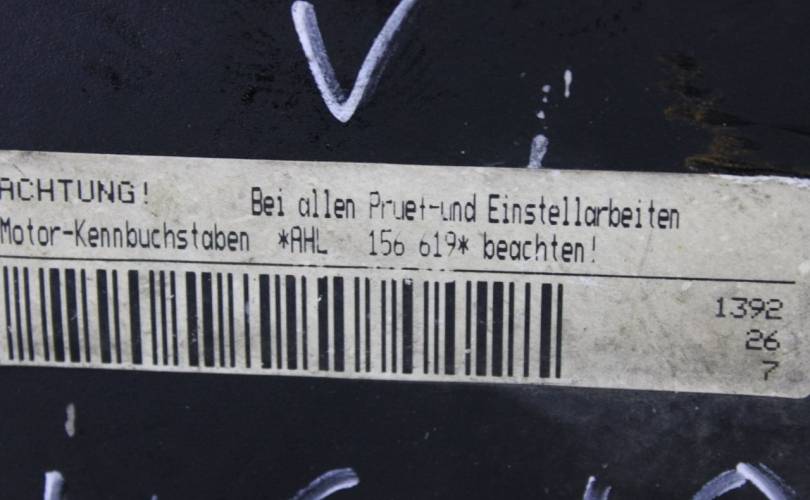 ACHTUNG! Bei allen Pruef-und Einstellarbeiten
Motor-Kennbuchstaben *AHL 156 619* beachten!
1392
26
7